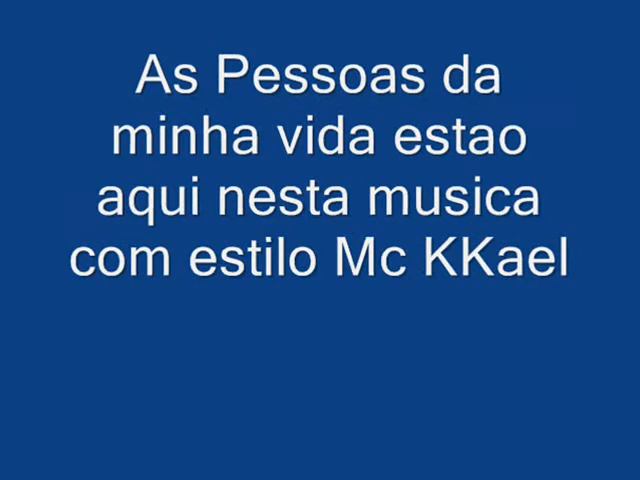 As Pessoas da
minha vida estao
aqui nesta musica
com estilo Mc KKael